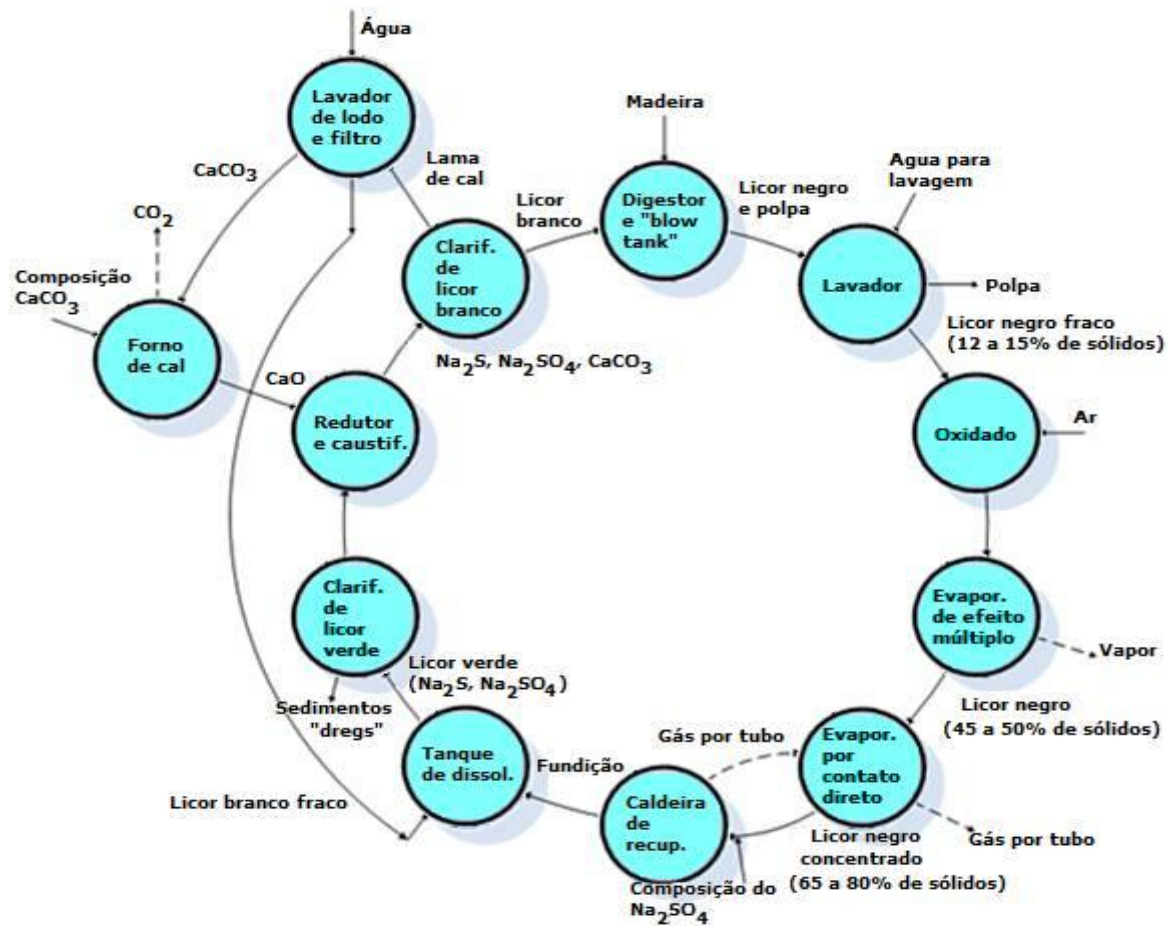 Água
Lavador
de lodo
e filtro
CaCO₃
Lama
de cal
CO₂
Composição
CaCO₃
Forno
de cal
CaO
Clarif.
de
licor
branco
Licor
branco
Madeira
Digestor
e "blow
tank"
Licor negro
e polpa
Agua para
lavagem
Lavador
Polpa
Licor negro fraco
(12 a 15% de sólidos)
Na₂S, Na₂SO₄, CaCO₃
Redutor
e caustif.
Oxidado
Ar
Clarif.
de
licor
verde
Evapor.
de efeito
múltiplo
Vapor
Licor verde
(Na₂S, Na₂SO₄)
Sedimentos
"dregs"
Licor negro
(45 a 50% de sólidos)
Tanque
de dissol.
Fundição
Gás por tubo
Evapor.
por
contato
direto
Licor branco fraco
Caldeira
de
recup.
Gás por tubo
Licor negro
concentrado
(65 a 80% de sólidos)
Composição do
Na₂SO₄